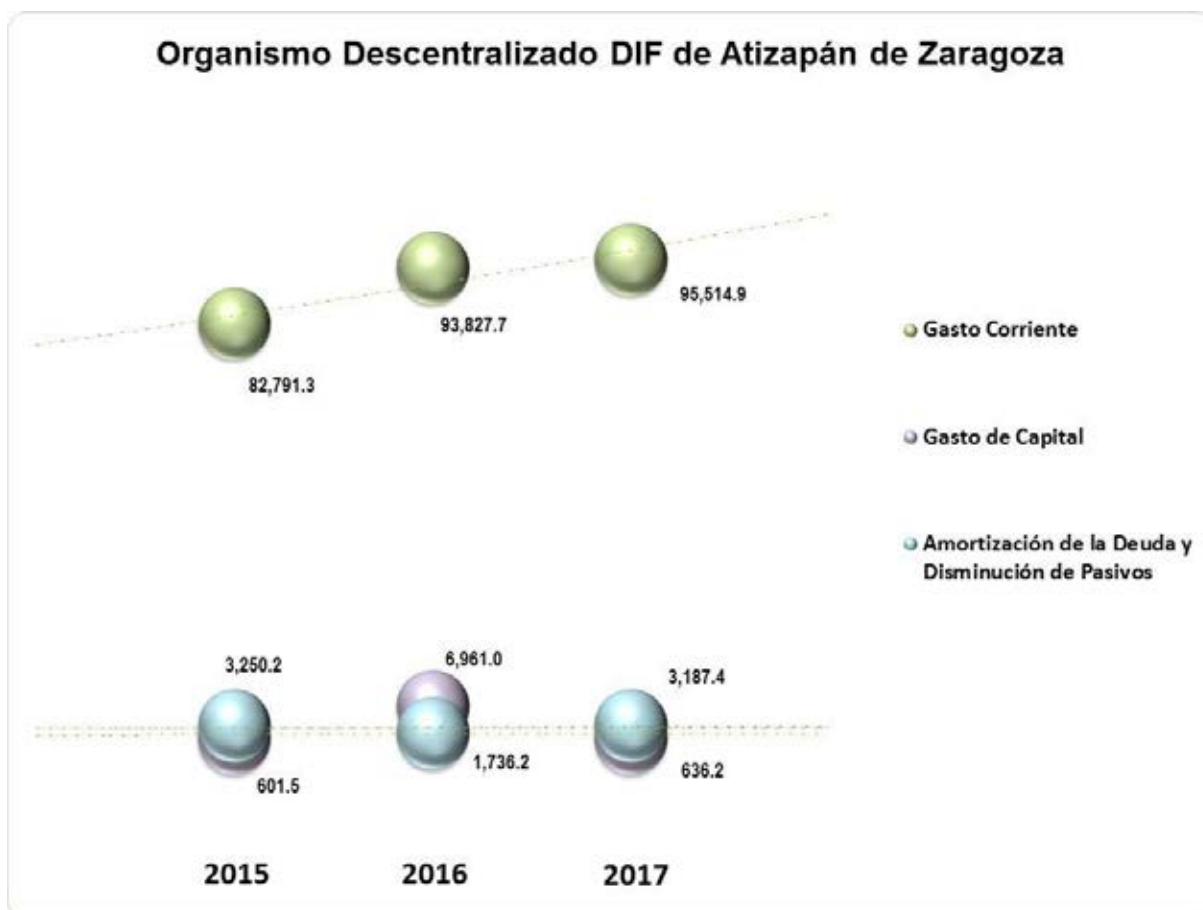 Organismo Descentralizado DIF de Atizapán de Zaragoza
82,791.3
93,827.7
95,514.9
Gasto Corriente
Gasto de Capital
Amortización de la Deuda y
Disminución de Pasivos
3,250.2
6,961.0
3,187.4
601.5
1,736.2
636.2
2015
2016
2017